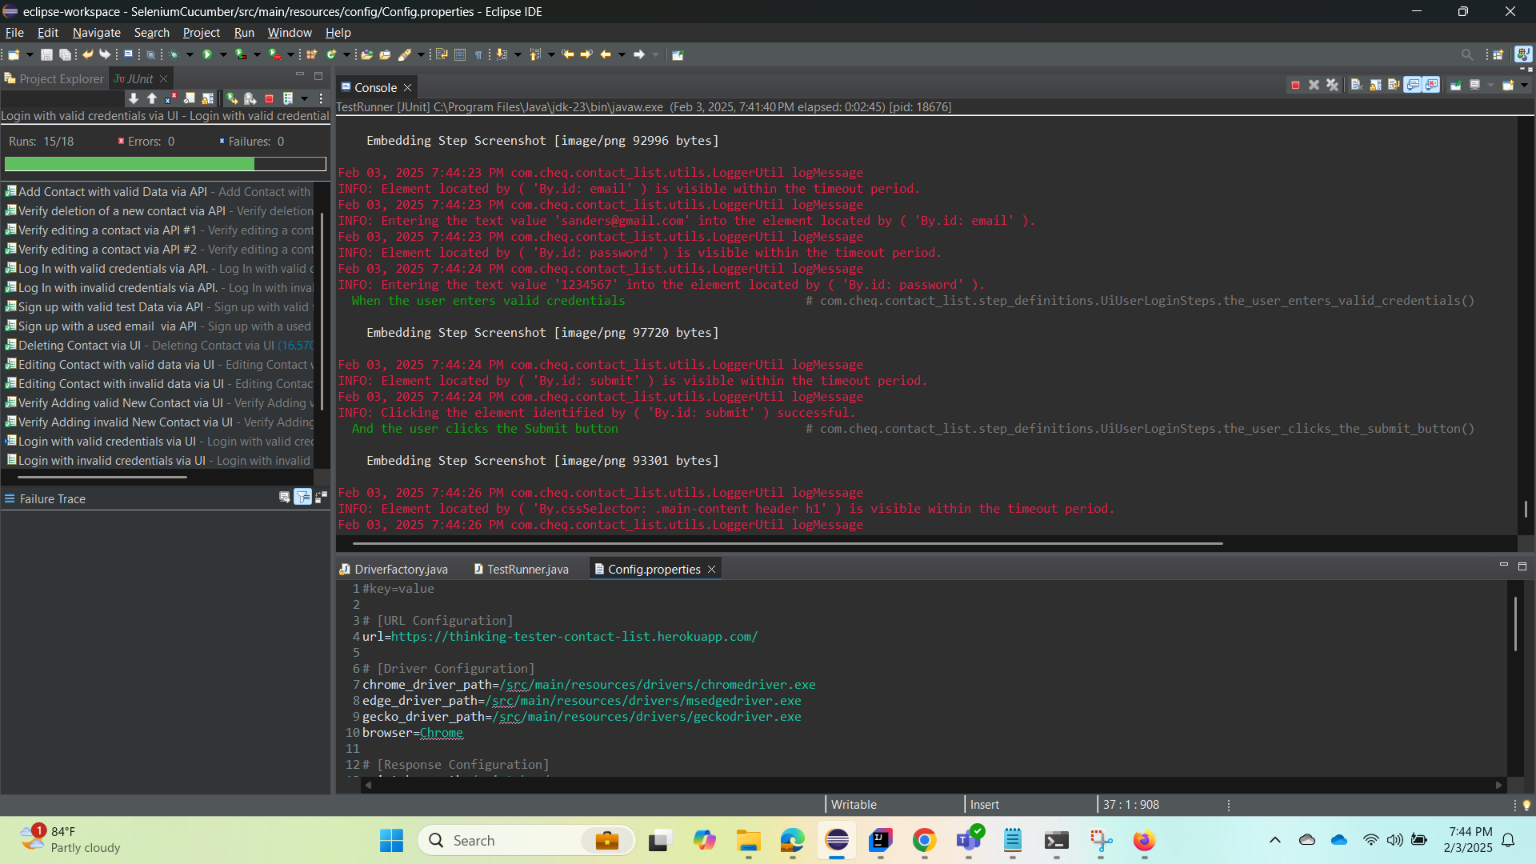 eclipse-workspace - SeleniumCucumber/src/main/resources/config/Config.properties - Eclipse IDE
File Edit Navigate Search Project Run Window Help
Project Explorer JUnit
Console
TestRunner [JUnit] C:\Program Files\Java\jdk-23\bin\javaw.exe (Feb 3, 2025, 7:41:40 PM elapsed: 0:02:45) [pid: 18676]
Login with valid credentials via UI - Login with valid credential
Runs: 15/18 Errors: 0 Failures: 0
Add Contact with valid Data via API - Add Contact with
Verify deletion of a new contact via API - Verify deletion
Verify editing a contact via API #1 - Verify editing a cont
Verify editing a contact via API #2 - Verify editing a cont
Log In with valid credentials via API. - Log In with valid c
Log In with invalid credentials via API. - Log In with inval
Sign up with valid test Data via API - Sign up with valid
Sign up with a used email via API - Sign up with a used
Deleting Contact via UI - Deleting Contact via UI (16.570
Editing Contact with valid data via UI - Editing Contact v
Editing Contact with invalid data via UI - Editing Contac
Verify Adding valid New Contact via UI - Verify Adding v
Verify Adding invalid New Contact via UI - Verify Adding
Login with valid credentials via UI - Login with valid cred
Login with invalid credentials via UI - Login with invalid
Failure Trace
Embedding Step Screenshot [image/png 92996 bytes]
Feb 03, 2025 7:44:23 PM com.cheq.contact_list.utils.LoggerUtil logMessage
INFO: Element located by ( 'By.id: email' ) is visible within the timeout period.
Feb 03, 2025 7:44:23 PM com.cheq.contact_list.utils.LoggerUtil logMessage
INFO: Entering the text value 'sanders@gmail.com' into the element located by ( 'By.id: email' ).
Feb 03, 2025 7:44:23 PM com.cheq.contact_list.utils.LoggerUtil logMessage
INFO: Element located by ( 'By.id: password' ) is visible within the timeout period.
Feb 03, 2025 7:44:24 PM com.cheq.contact_list.utils.LoggerUtil logMessage
INFO: Entering the text value '1234567' into the element located by ( 'By.id: password' ).
When the user enters valid credentials # com.cheq.contact_list.step_definitions.UiUserLoginSteps.the_user_enters_valid_credentials()
Embedding Step Screenshot [image/png 97720 bytes]
Feb 03, 2025 7:44:24 PM com.cheq.contact_list.utils.LoggerUtil logMessage
INFO: Element located by ( 'By.id: submit' ) is visible within the timeout period.
Feb 03, 2025 7:44:24 PM com.cheq.contact_list.utils.LoggerUtil logMessage
INFO: Clicking the element identified by ( 'By.id: submit' ) successful.
And the user clicks the Submit button # com.cheq.contact_list.step_definitions.UiUserLoginSteps.the_user_clicks_the_submit_button()
Embedding Step Screenshot [image/png 93301 bytes]
Feb 03, 2025 7:44:26 PM com.cheq.contact_list.utils.LoggerUtil logMessage
INFO: Element located by ( 'By.cssSelector: .main-content header h1' ) is visible within the timeout period.
Feb 03, 2025 7:44:26 PM com.cheq.contact_list.utils.LoggerUtil logMessage
DriverFactory.java TestRunner.java Config.properties
1 #key=value
2
3 # [URL Configuration]
4 url=https://thinking-tester-contact-list.herokuapp.com/
5
6 # [Driver Configuration]
7 chrome_driver_path=/src/main/resources/drivers/chromedriver.exe
8 edge_driver_path=/src/main/resources/drivers/msedgedriver.exe
9 gecko_driver_path=/src/main/resources/drivers/geckodriver.exe
10 browser=Chrome
11
12 # [Response Configuration]
Writable Insert 37 : 1 : 908
1
84°F
Partly cloudy
Search
7:44 PM
2/3/2025